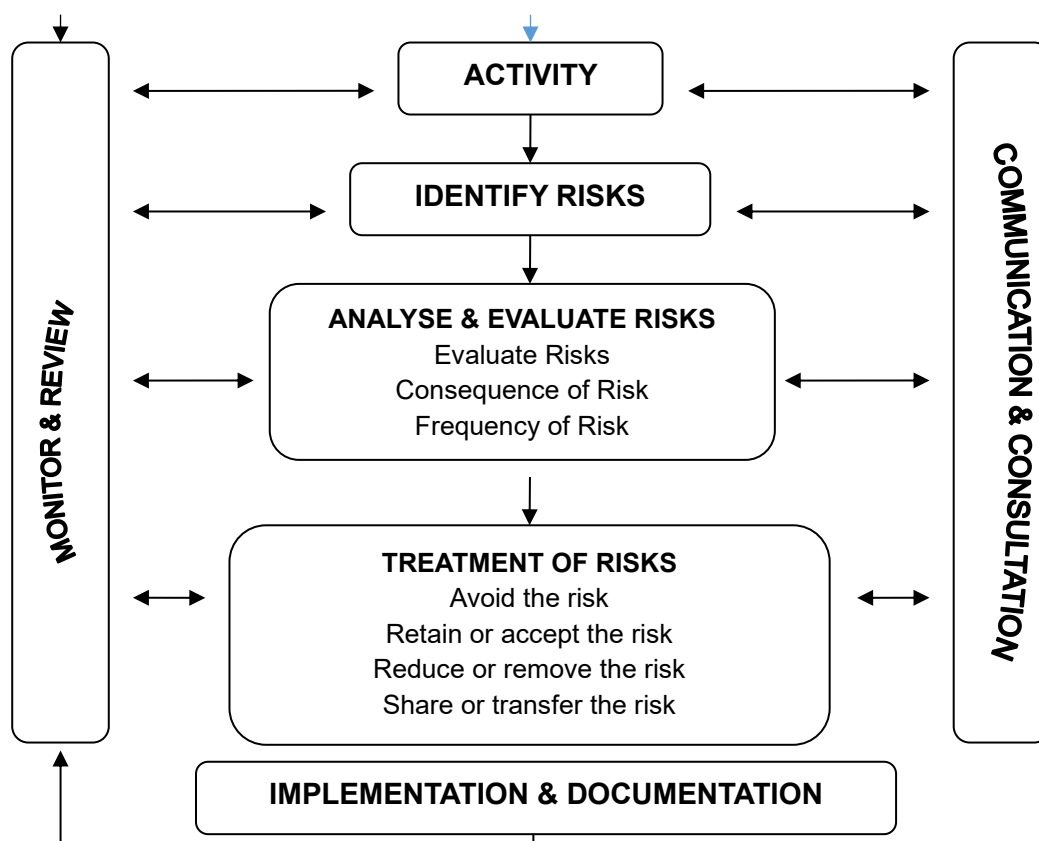 ACTIVITY
IDENTIFY RISKS
ANALYSE & EVALUATE RISKS
Evaluate Risks
Consequence of Risk
Frequency of Risk
TREATMENT OF RISKS
Avoid the risk
Retain or accept the risk
Reduce or remove the risk
Share or transfer the risk
IMPLEMENTATION & DOCUMENTATION
MONITOR & REVIEW
COMMUNICATION & CONSULTATION